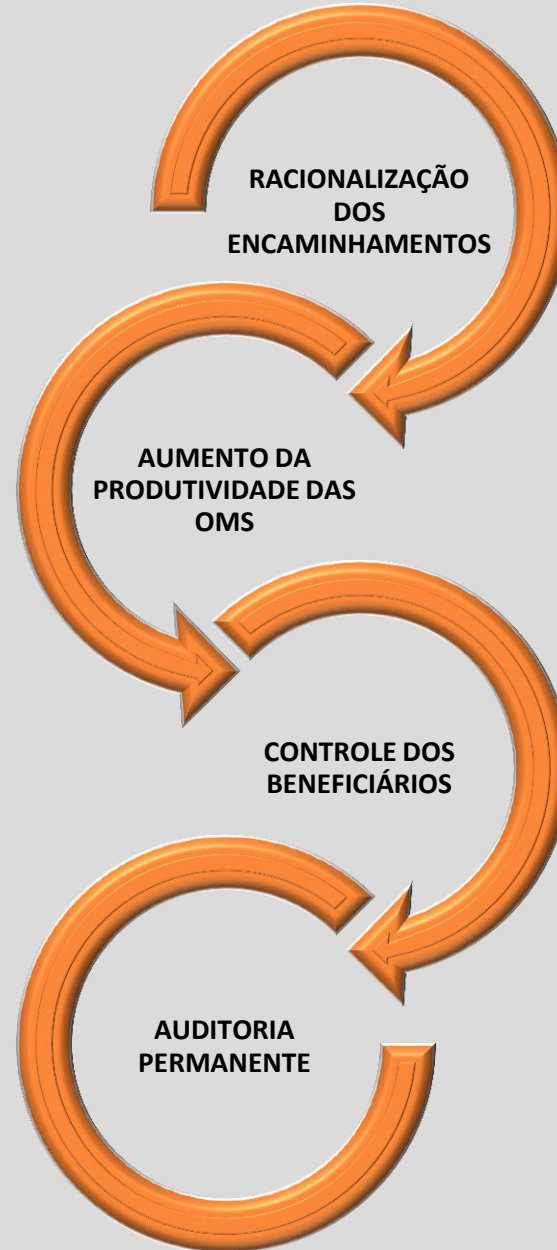 RACIONALIZAÇÃO
DOS
ENCAMINHAMENTOS
AUMENTO DA
PRODUTIVIDADE DAS
OMS
CONTROLE DOS
BENEFICIÁRIOS
AUDITORIA
PERMANENTE